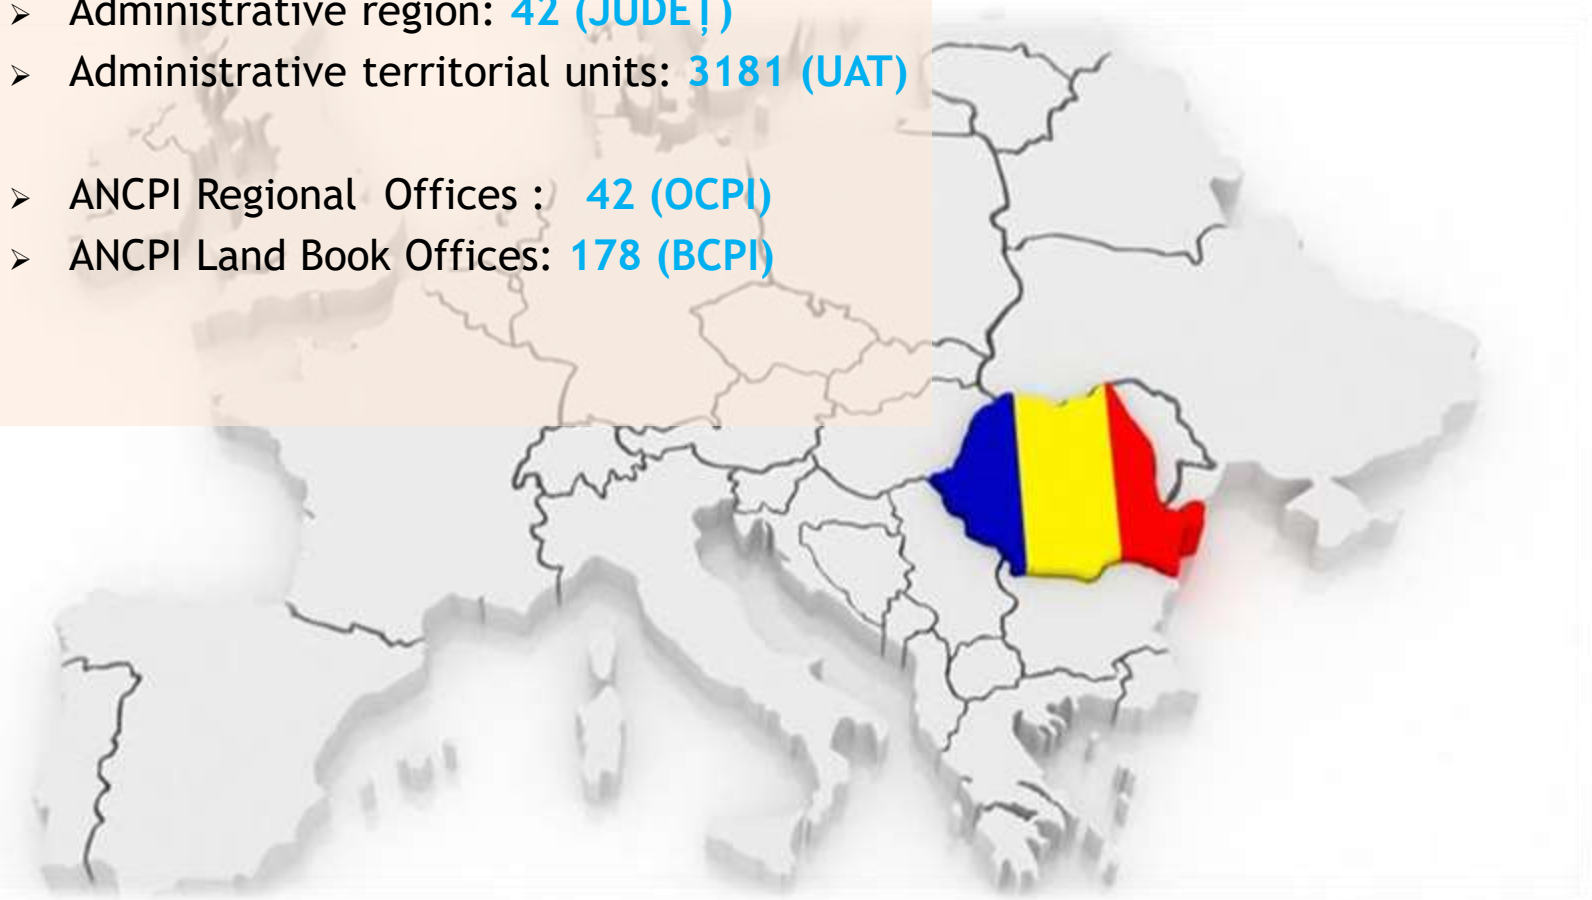 ➢ Administrative region: 42 (JUDEȚ)
➢ Administrative territorial units: 3181 (UAT)
➢ ANCPI Regional  Offices :   42 (OCPI)
➢ ANCPI Land Book Offices: 178 (BCPI)